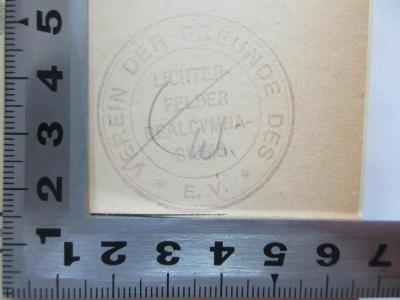 VEREIN DER FREUNDE DES
LICHTER-
FELDER
REALGYMNA-
* E. V. *
5
4
3
2
1
1 2 3 4 5 6 7